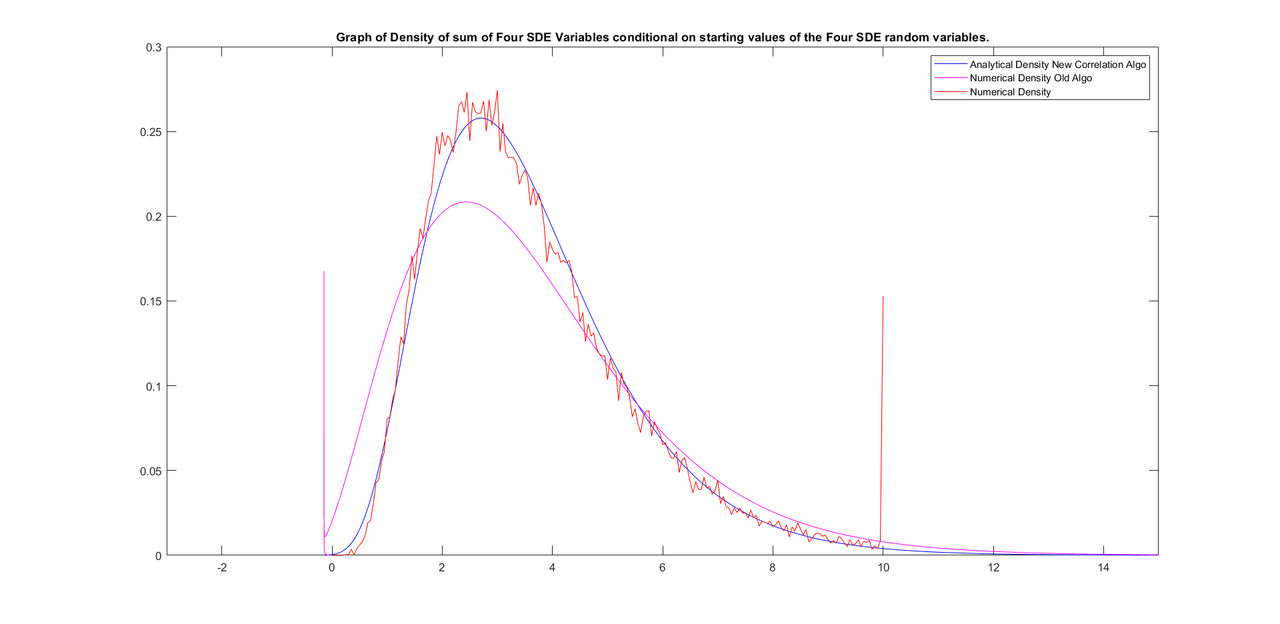 Graph of Density of sum of Four SDE Variables conditional on starting values of the Four SDE random variables.
0.3
Analytical Density New Correlation Algo
Numerical Density Old Algo
Numerical Density
0.25
0.2
0.15
0.1
0.05
0
-2 0 2 4 6 8 10 12 14